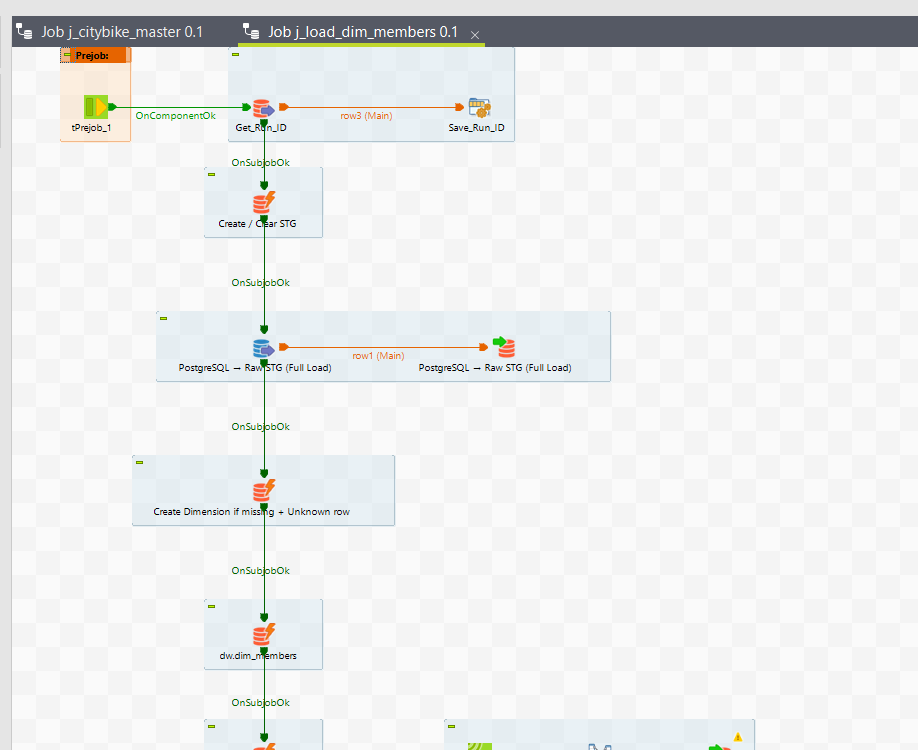 Job j_citybike_master 0.1
Job j_load_dim_members 0.1
Prejob:
OnComponentOk
row3 (Main)
tPrejob_1
Get_Run_ID
Save_Run_ID
OnSubjobOk
Create / Clear STG
OnSubjobOk
row1 (Main)
PostgreSQL → Raw STG (Full Load)
PostgreSQL → Raw STG (Full Load)
OnSubjobOk
Create Dimension if missing + Unknown row
OnSubjobOk
dw.dim_members
OnSubjobOk